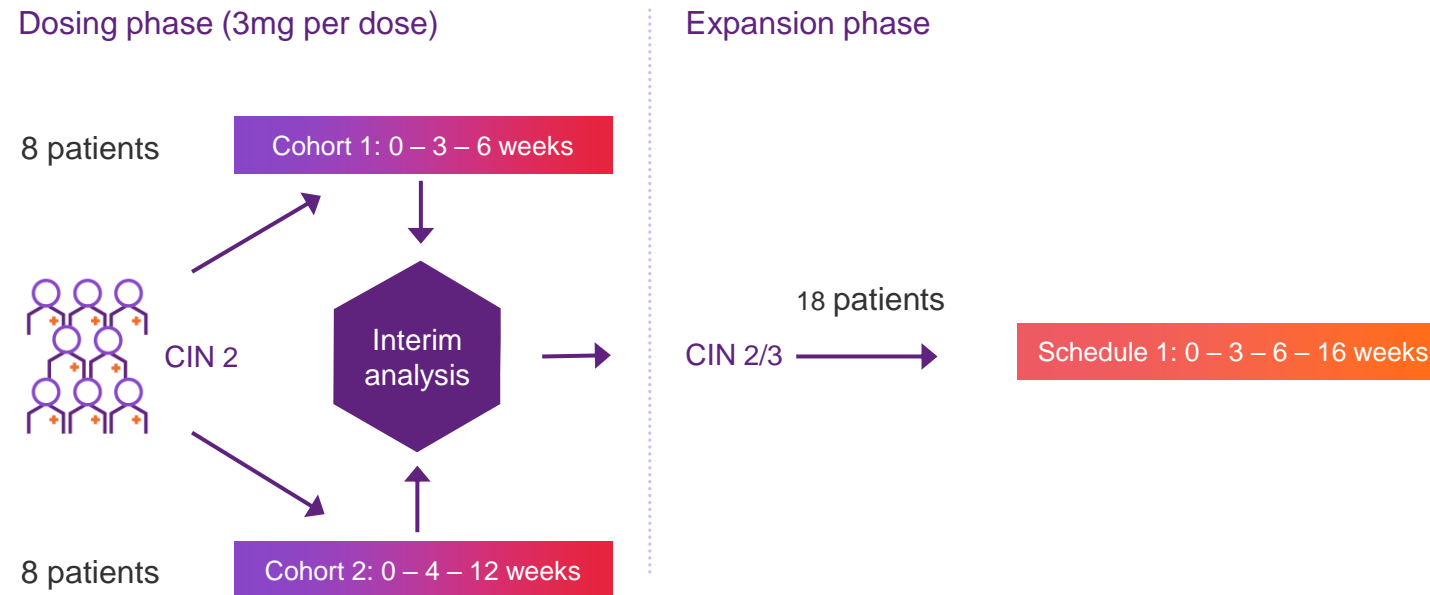 Dosing phase (3mg per dose)
Expansion phase
8 patients
Cohort 1: 0 – 3 – 6 weeks
CIN 2
Interim
analysis
18 patients
CIN 2/3
Schedule 1: 0 – 3 – 6 – 16 weeks
8 patients
Cohort 2: 0 – 4 – 12 weeks